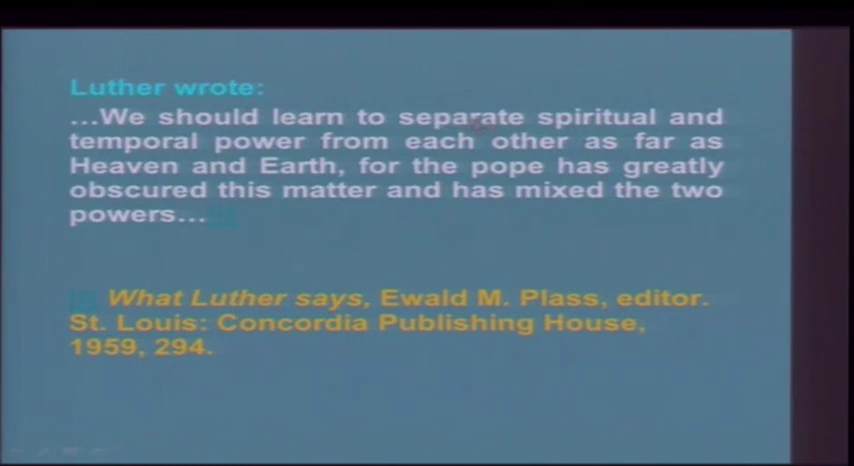 Luther wrote:
...We should learn to separate spiritual and
temporal power from each other as far as
Heaven and Earth, for the pope has greatly
obscured this matter and has mixed the two
powers...
What Luther says, Ewald M. Plass, editor.
St. Louis: Concordia Publishing House,
1959, 294.